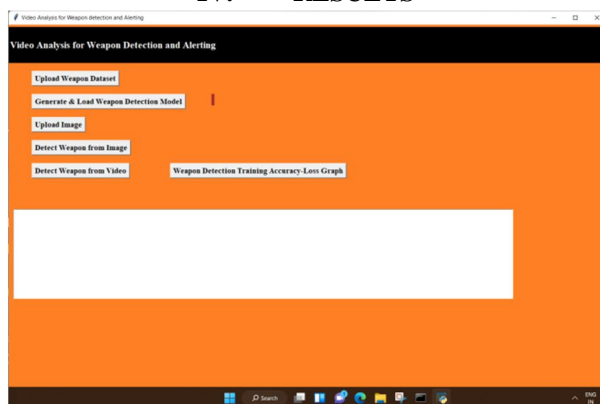 IV. RESULTS
Video Analysis for Weapon detection and Alerting
Video Analysis for Weapon Detection and Alerting
Upload Weapon Dataset
Generate & Load Weapon Detection Model
Upload Image
Detect Weapon from Image
Detect Weapon from Video Weapon Detection Training Accuracy-Loss Graph
Search
ENG
IN